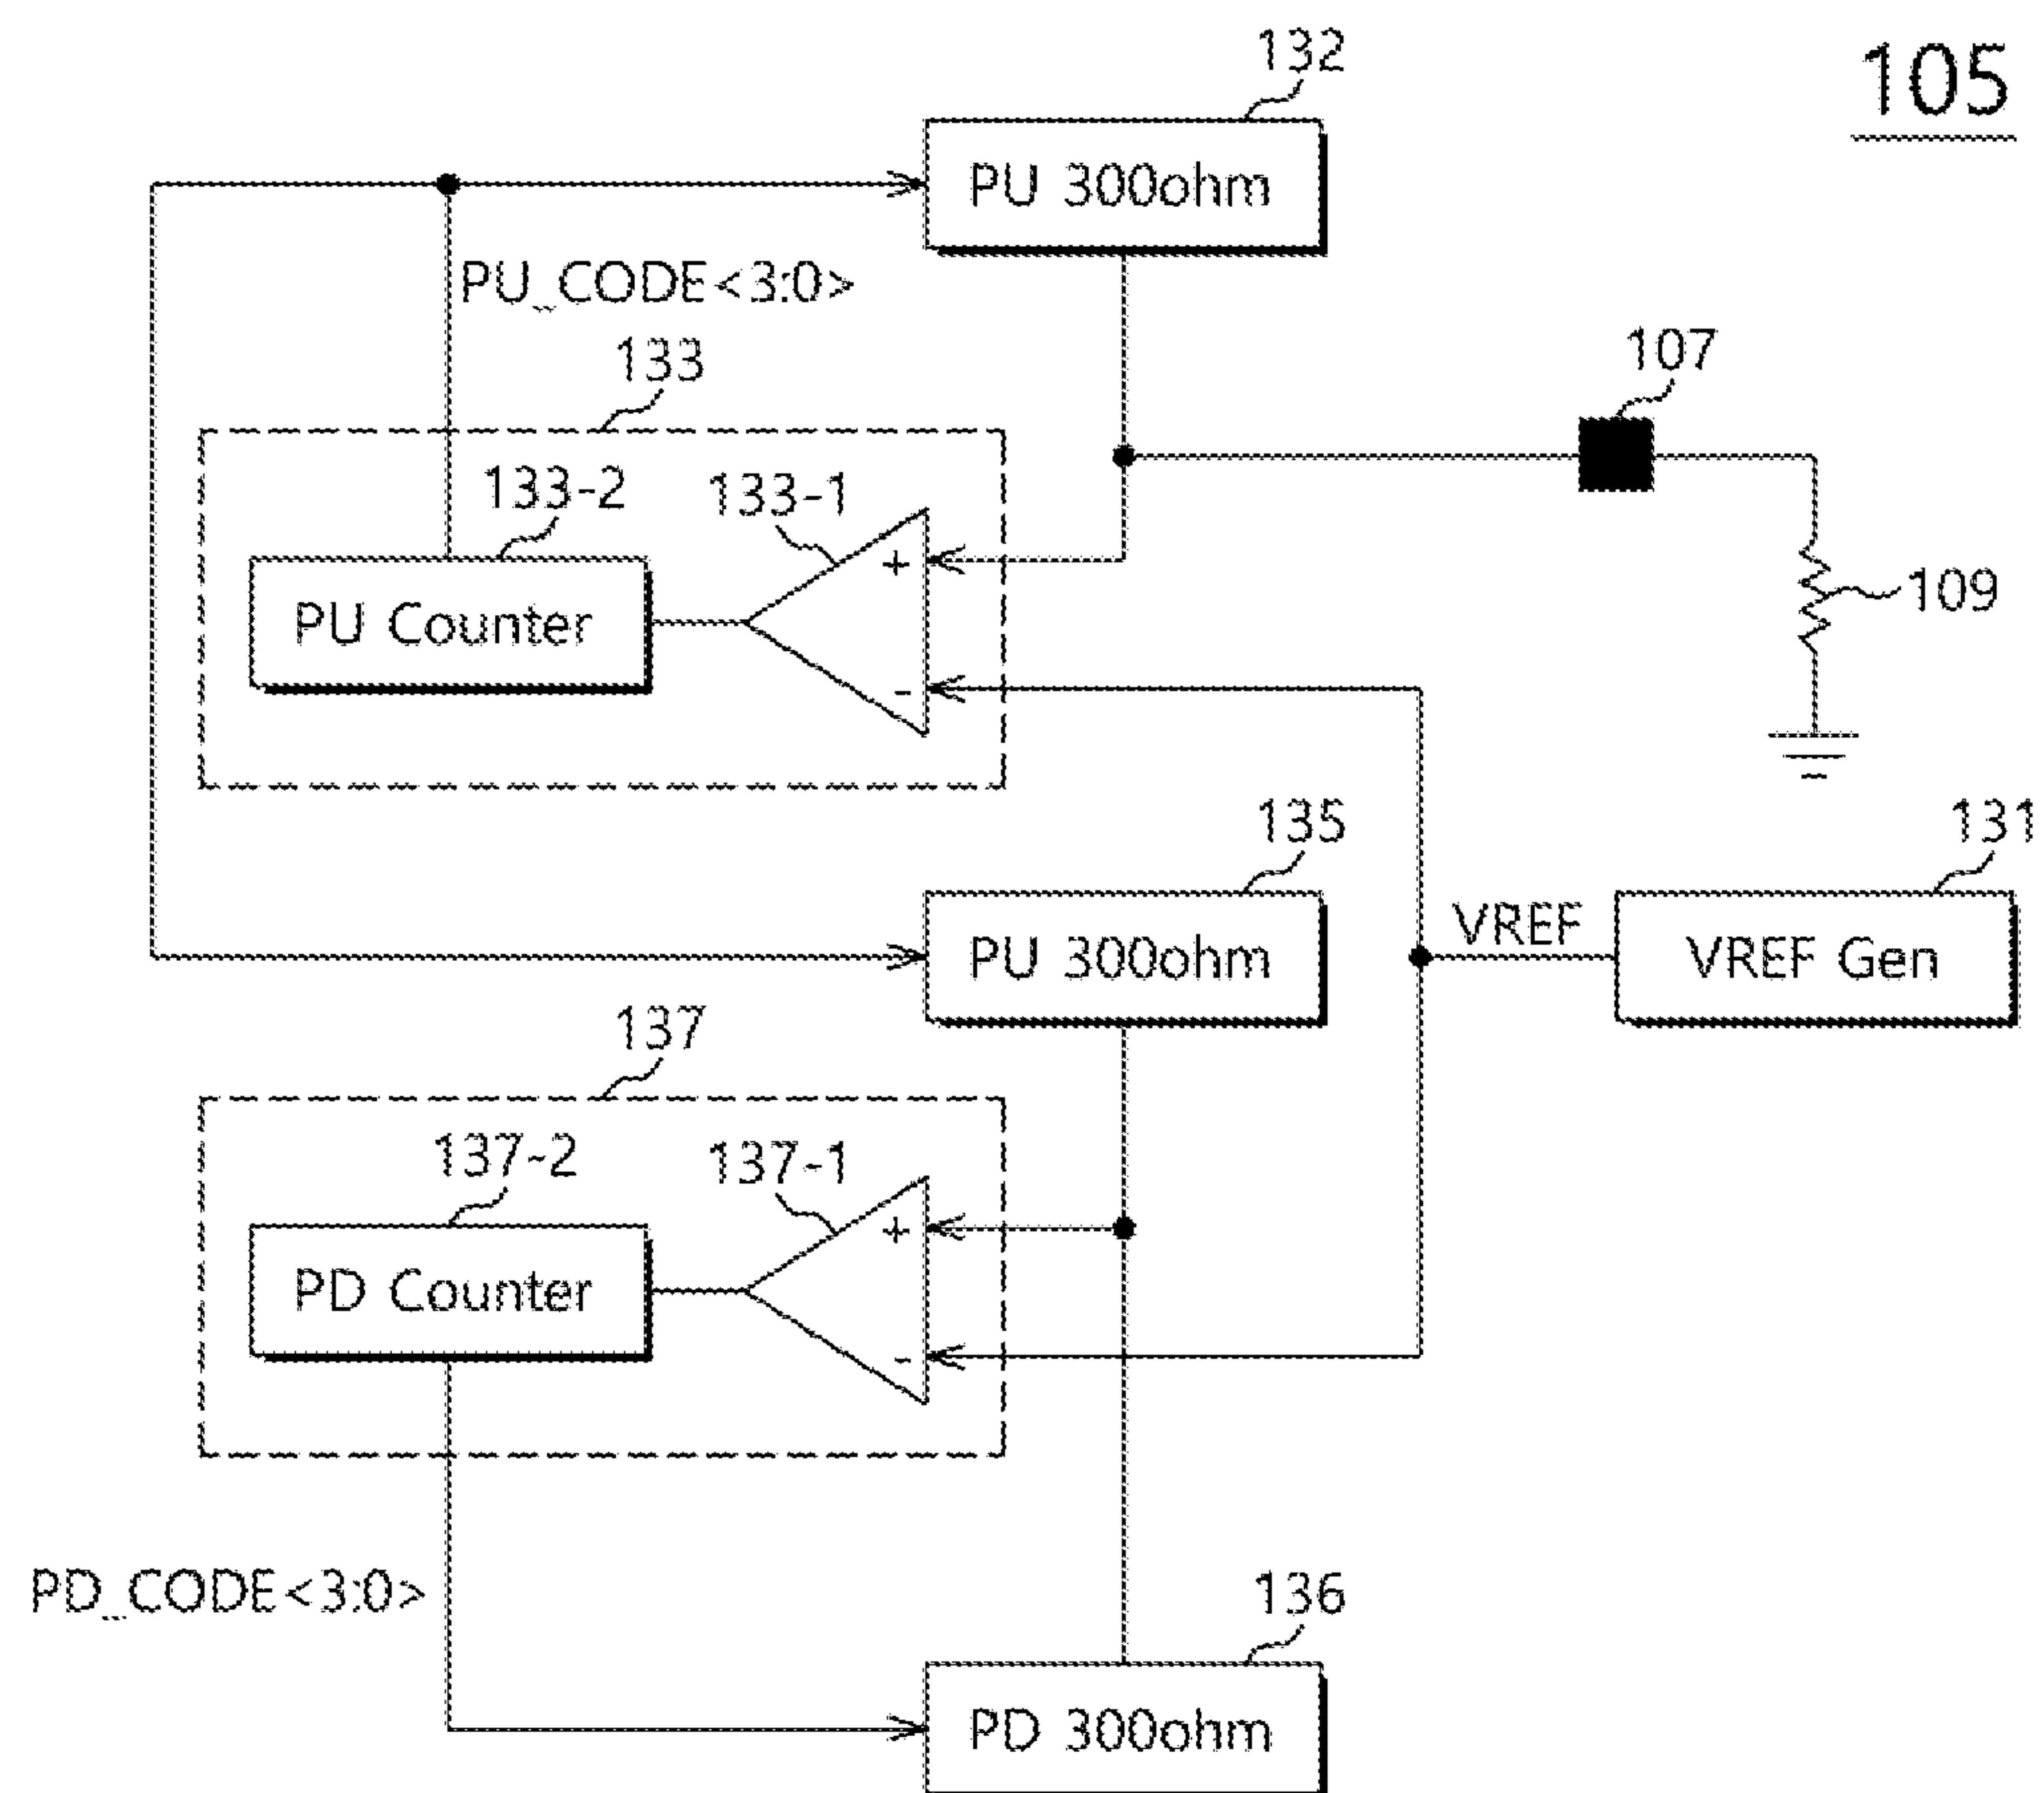 132
105
PU 300ohm
PU_CODE<3:0>
133
107
133-2
133-1
+
PU Counter
109
-
135
131
PU 300ohm
VREF
VREF Gen
137
137-2
137-1
+
PD Counter
-
PD_CODE<3:0>
136
PD 300ohm